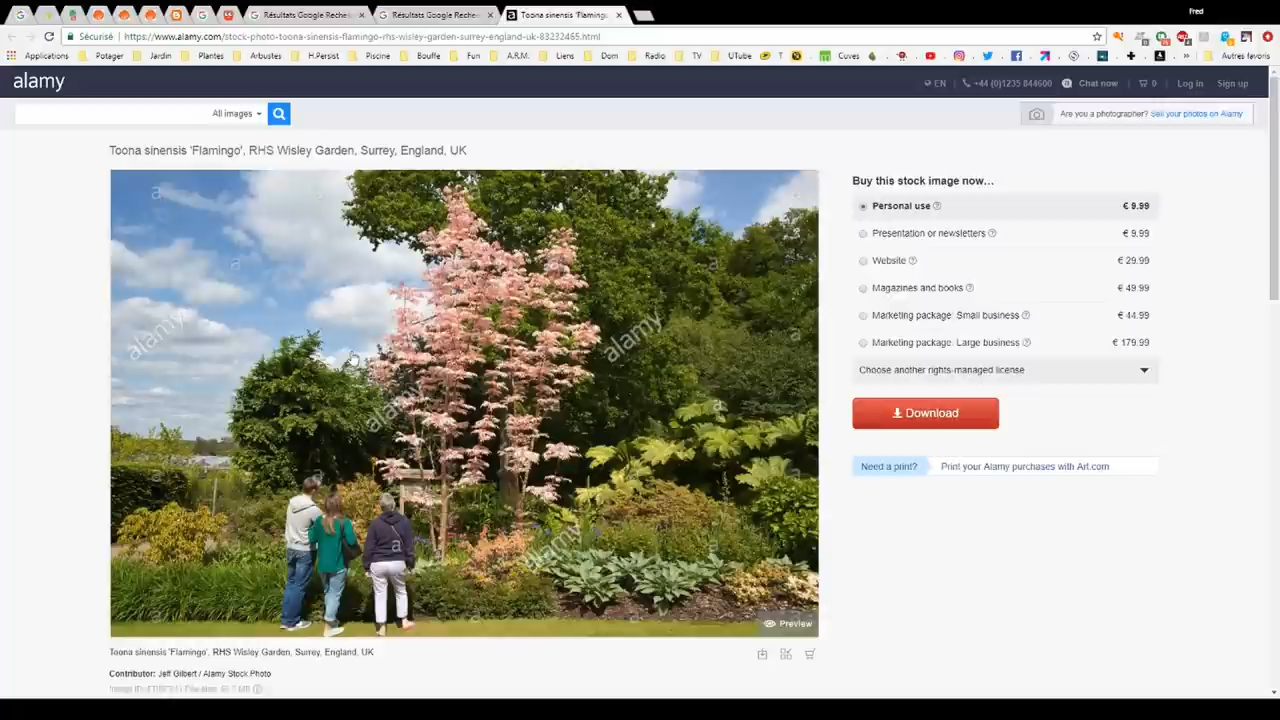 Fred
Résultats Google Reche
Résultats Google Reche
Toona sinensis 'Flaming
Sécurisé
https://www.alamy.com/stock-photo-toona-sinensis-flamingo-rhs-wisley-garden-surrey-england-uk-83232465.html
Applications Potager Jardin Plantes Arbustes H.Persist Piscine Bouffe Fun A.R.M. Liens Dom Radio TV UTube T Cuves » Autres favoris
alamy
EN +44 (0)1235 844600 Chat now 0 Log in Sign up
All images
Are you a photographer? Sell your photos on Alamy
Toona sinensis 'Flamingo', RHS Wisley Garden, Surrey, England, UK
Buy this stock image now…
Personal use € 9.99
Presentation or newsletters € 9.99
Website € 29.99
Magazines and books € 49.99
Marketing package: Small business € 44.99
Marketing package: Large business € 179.99
Choose another rights-managed license
Download
Need a print? Print your Alamy purchases with Art.com
alamy
alamy
alamy
alamy
Preview
Toona sinensis 'Flamingo', RHS Wisley Garden, Surrey, England, UK
Contributor: Jeff Gilbert / Alamy Stock Photo